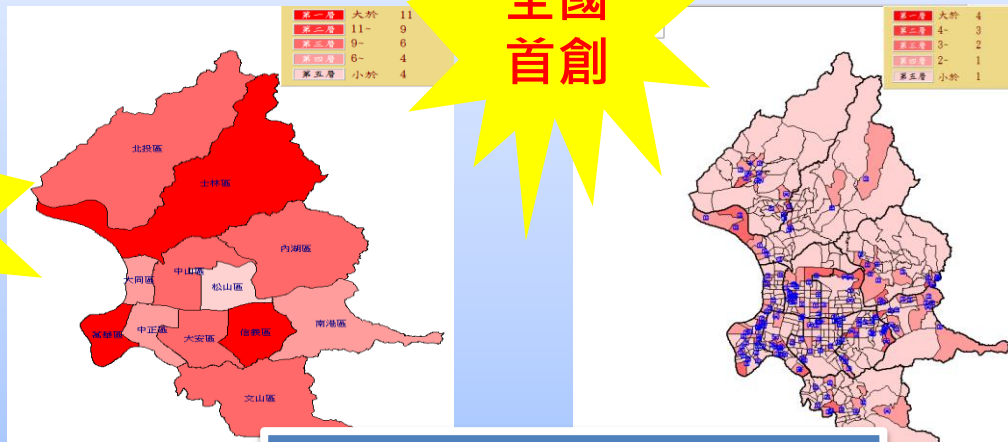 第一層 大於 11
第二層 11- 9
第三層 9- 6
第四層 6- 4
第五層 小於 4
全國
首創
第一層 大於 4
第二層 4- 3
第三層 3- 2
第四層 2- 1
第五層 小於 1
北投區
士林區
內湖區
大同區
中山區
松山區
萬華區
中正區
大安區
信義區
南港區
文山區